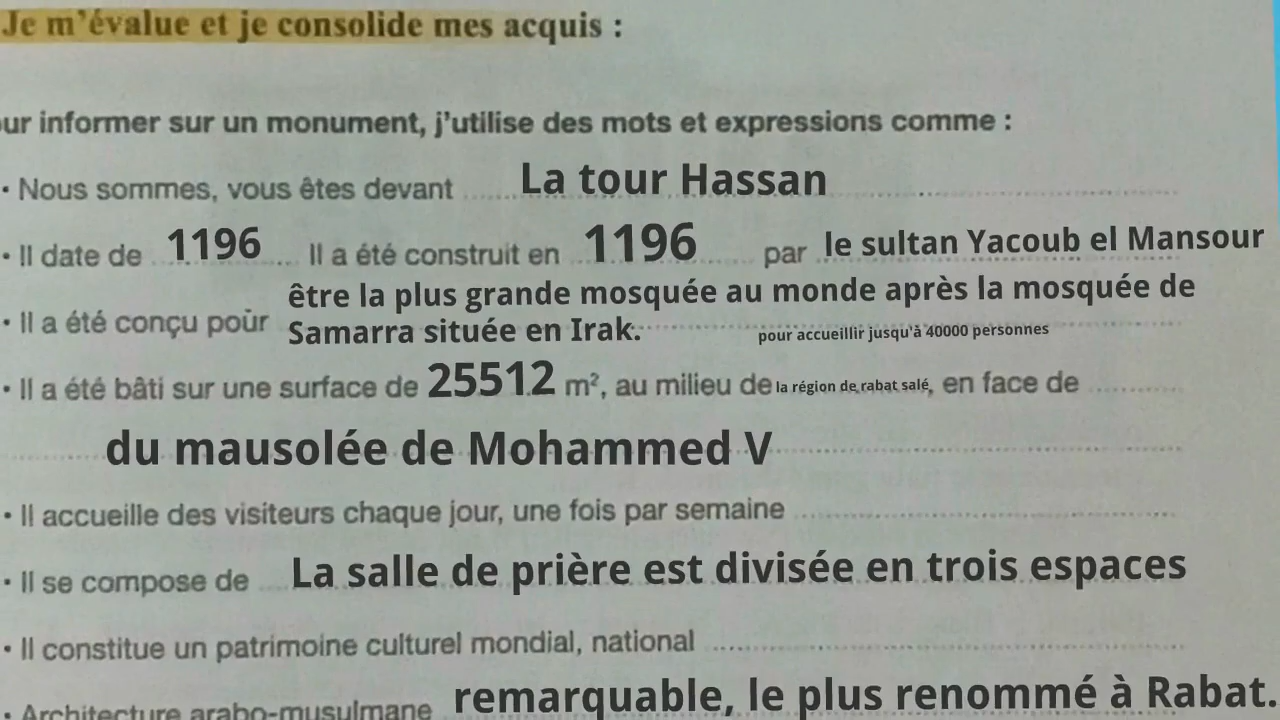 Je m'évalue et je consolide mes acquis :
our informer sur un monument, j'utilise des mots et expressions comme :
• Nous sommes, vous êtes devant ...... La tour Hassan ......
• Il date de ... 1196 .... Il a été construit en .. 1196 ...... par .. le sultan Yacoub el Mansour
• Il a été conçu pour être la plus grande mosquée au monde après la mosquée de
Samarra située en Irak. pour accueillir jusqu'à 40000 personnes
• Il a été bâti sur une surface de 25512 m², au milieu de la région de rabat salé, en face de ..........
du mausolée de Mohammed V
• Il accueille des visiteurs chaque jour, une fois par semaine ......
• Il se compose de .... La salle de prière est divisée en trois espaces
• Il constitue un patrimoine culturel mondial, national ......
• Architecture arabo-musulmane remarquable, le plus renommé à Rabat.